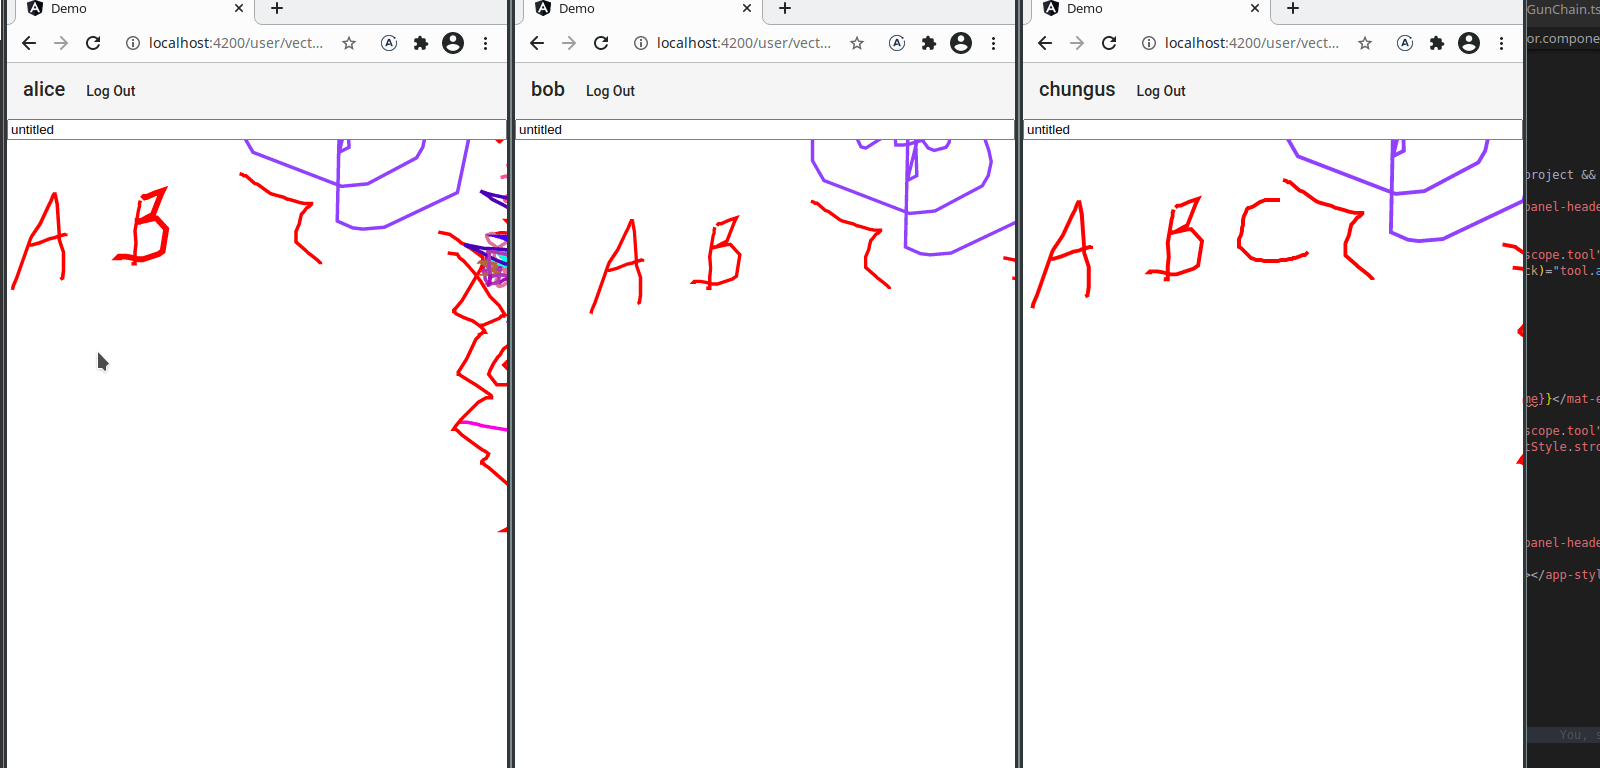 Demo
localhost:4200/user/vect...
alice Log Out
untitled
A B
Demo
localhost:4200/user/vect...
bob Log Out
untitled
A B
Demo
localhost:4200/user/vect...
chungus Log Out
untitled
A B C
GunChain.ts
or.compone
project &&
panel-heade
scope.tool"
ck)="tool.a
me}}</mat-e
scope.tool"
tStyle.stro
panel-heade
></app-styl
You, s